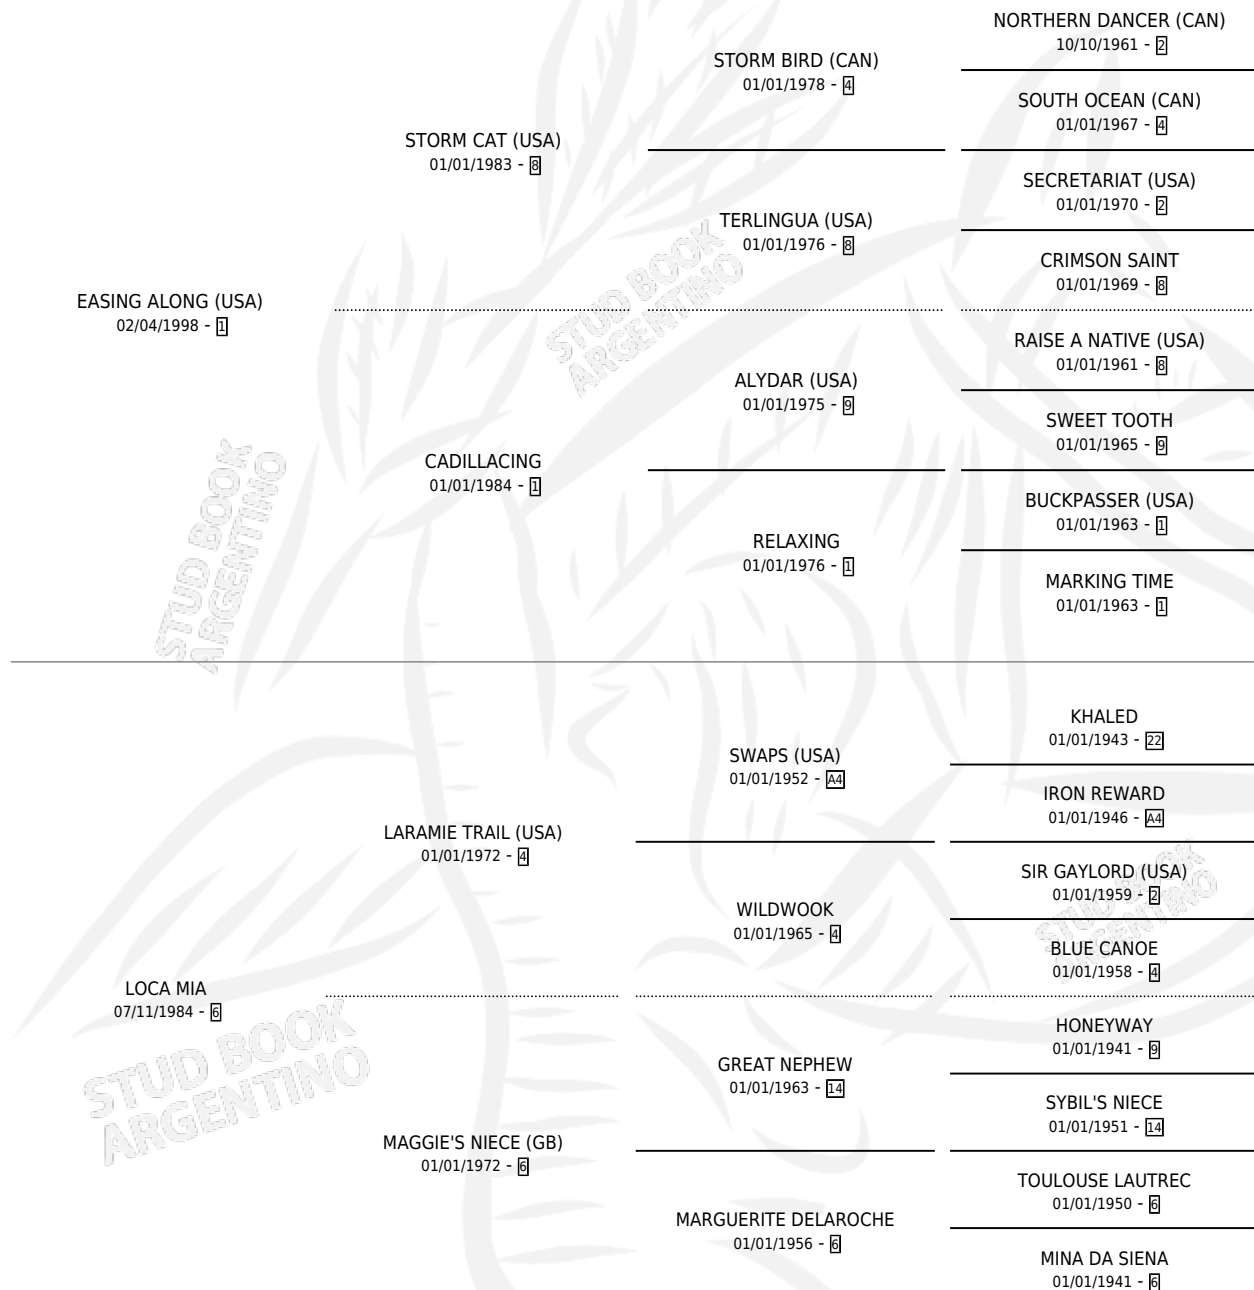 NORTHERN DANCER (CAN)
10/10/1961 - 2
STORM BIRD (CAN)
01/01/1978 - 4
SOUTH OCEAN (CAN)
01/01/1967 - 4
STORM CAT (USA)
01/01/1983 - 8
SECRETARIAT (USA)
01/01/1970 - 2
TERLINGUA (USA)
01/01/1976 - 8
CRIMSON SAINT
01/01/1969 - 8
EASING ALONG (USA)
02/04/1998 - 1
STUD BOOK
ARGENTINO
RAISE A NATIVE (USA)
01/01/1961 - 8
ALYDAR (USA)
01/01/1975 - 9
SWEET TOOTH
01/01/1965 - 9
CADILLACING
01/01/1984 - 1
BUCKPASSER (USA)
01/01/1963 - 1
RELAXING
01/01/1976 - 1
MARKING TIME
01/01/1963 - 1
STUD BOOK
ARGENTINO
KHALED
01/01/1943 - 22
SWAPS (USA)
01/01/1952 - A4
IRON REWARD
01/01/1946 - A4
LARAMIE TRAIL (USA)
01/01/1972 - 4
SIR GAYLORD (USA)
01/01/1959 - 2
WILDWOOK
01/01/1965 - 4
STUD BOOK
ARGENTINO
BLUE CANOE
01/01/1958 - 4
LOCA MIA
07/11/1984 - 6
HONEYWAY
01/01/1941 - 9
GREAT NEPHEW
01/01/1963 - 14
SYBIL'S NIECE
01/01/1951 - 14
STUD BOOK
ARGENTINO
MAGGIE'S NIECE (GB)
01/01/1972 - 6
TOULOUSE LAUTREC
01/01/1950 - 6
MARGUERITE DELAROCHE
01/01/1956 - 6
MINA DA SIENA
01/01/1941 - 6